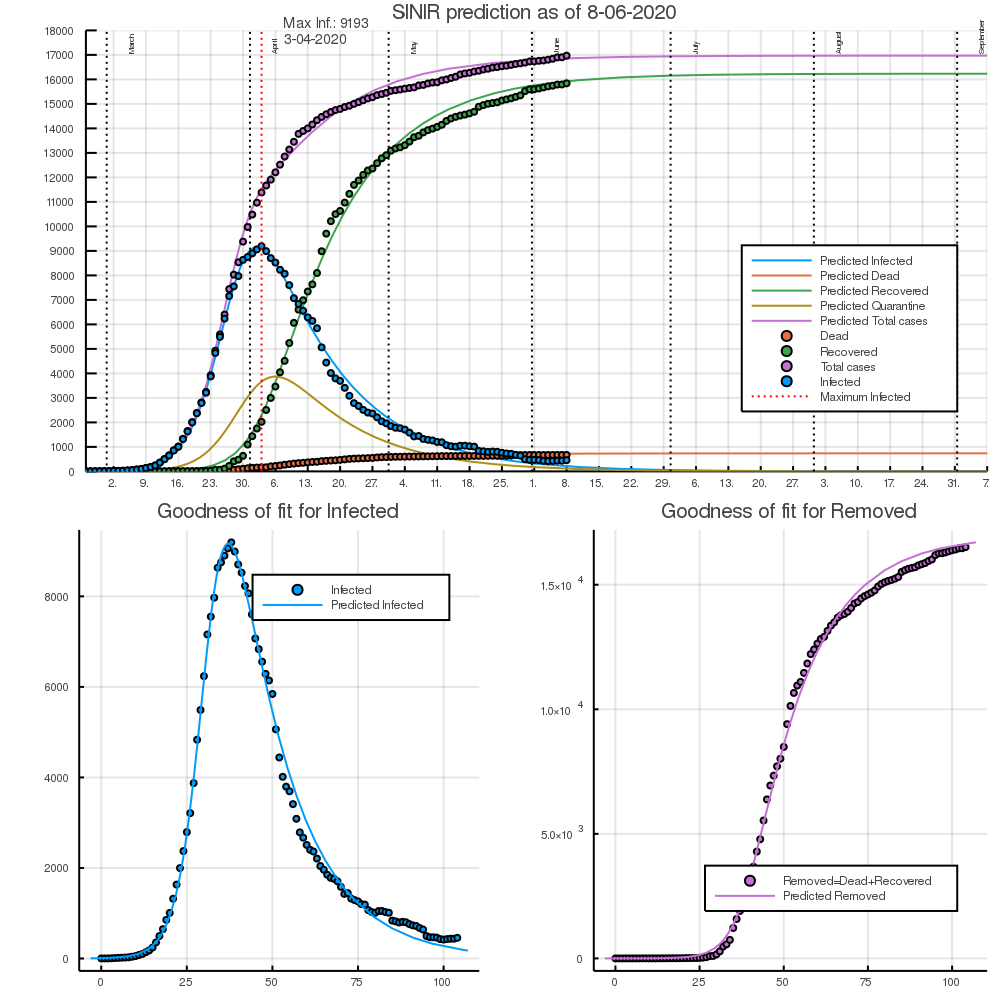 SINIR prediction as of 8-06-2020
Max Inf.: 9193
3-04-2020
March
April
May
June
July
August
September
18000
17000
16000
15000
14000
13000
12000
11000
10000
9000
8000
7000
6000
5000
4000
3000
2000
1000
0
2. 9. 16. 23. 30. 6. 13. 20. 27. 4. 11. 18. 25. 1. 8. 15. 22. 29. 6. 13. 20. 27. 3. 10. 17. 24. 31. 7.
Predicted Infected
Predicted Dead
Predicted Recovered
Predicted Quarantine
Predicted Total cases
Dead
Recovered
Total cases
Infected
Maximum Infected
Goodness of fit for Infected
8000
6000
4000
2000
0
0 25 50 75 100
Infected
Predicted Infected
Goodness of fit for Removed
1.5×10 4
1.0×10 4
5.0×10 3
0
0 25 50 75 100
Removed=Dead+Recovered
Predicted Removed